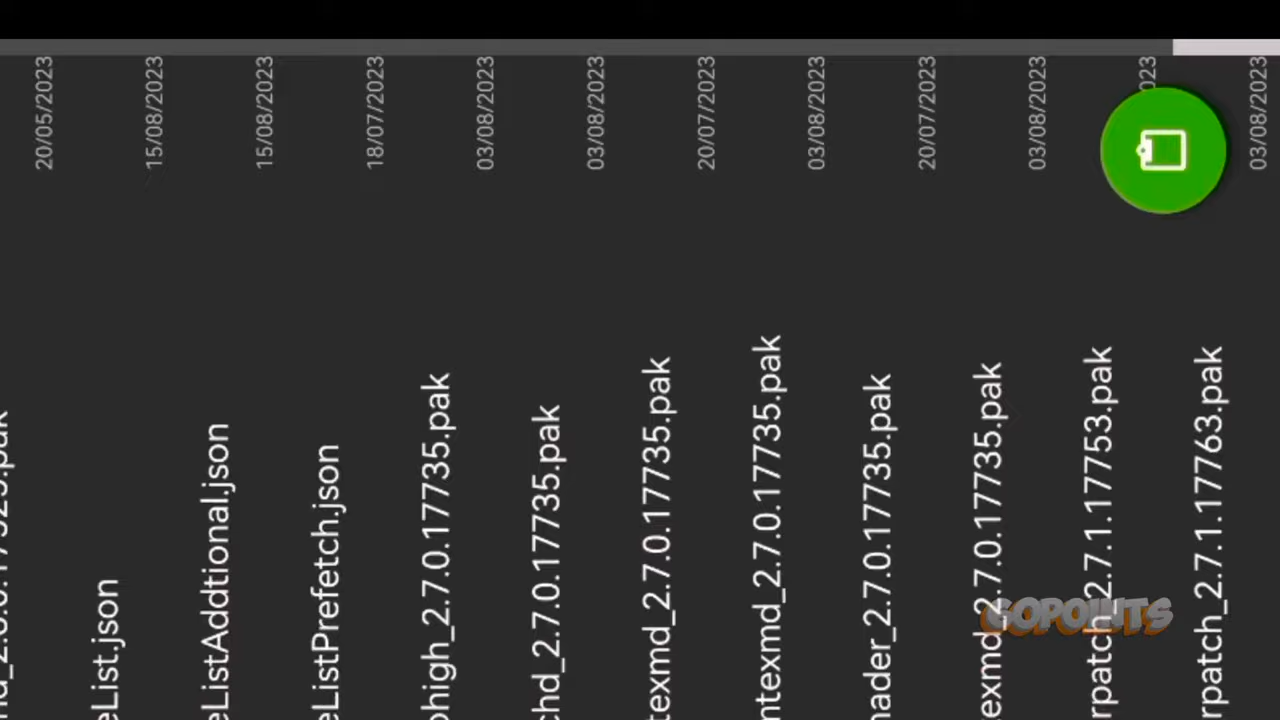 20/05/2023
eList.json
15/08/2023
eListAddtional.json
15/08/2023
eListPrefetch.json
18/07/2023
ohigh_2.7.0.17735.pak
03/08/2023
chd_2.7.0.17735.pak
03/08/2023
texmd_2.7.0.17735.pak
20/07/2023
ntexmd_2.7.0.17735.pak
03/08/2023
hader_2.7.0.17735.pak
20/07/2023
exmd_2.7.0.17735.pak
03/08/2023
rpatch_2.7.1.17753.pak
2023
rpatch_2.7.1.17763.pak
03/08/2023
GOPOINTS